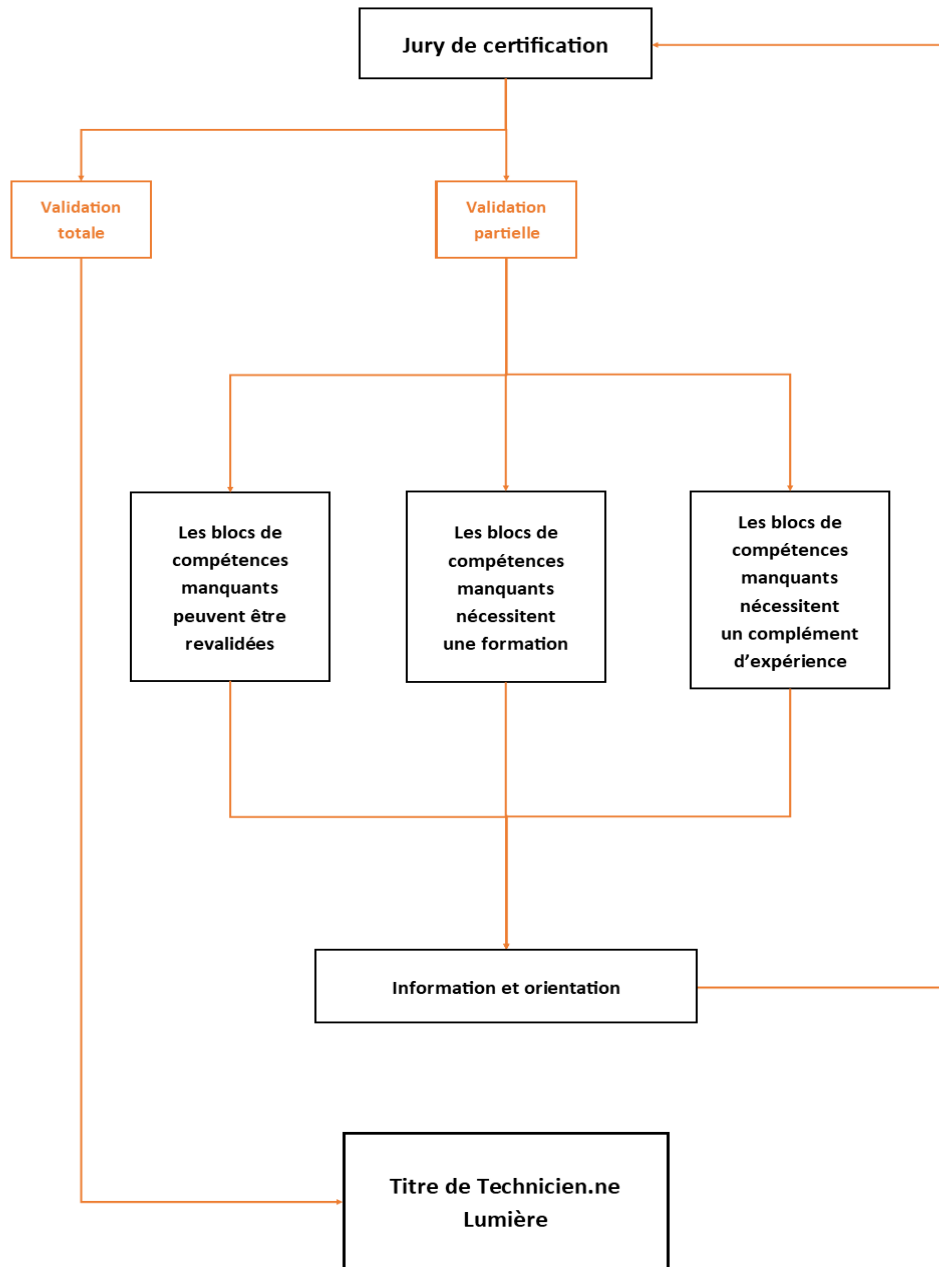 Jury de certification
Validation
totale
Validation
partielle
Les blocs de
compétences
manquants
peuvent être
revalidées
Les blocs de
compétences
manquants
nécessitent
une formation
Les blocs de
compétences
manquants
nécessitent
un complément
d’expérience
Information et orientation
Titre de Technicien.ne
Lumière